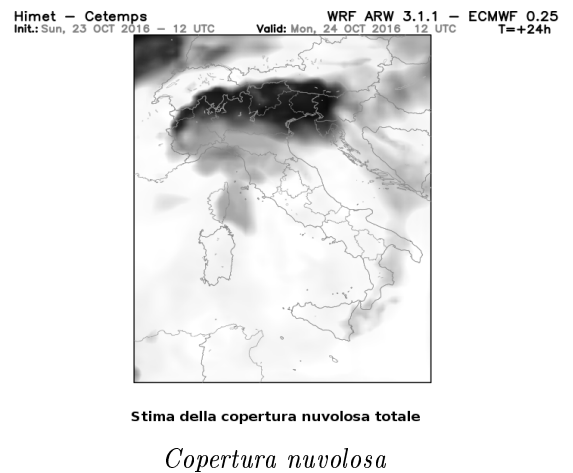 Himet – Cetemps WRF ARW 3.1.1 – ECMWF 0.25
Init.: Sun, 23 OCT 2016 – 12 UTC Valid: Mon, 24 OCT 2016 12 UTC T=+24h
Stima della copertura nuvolosa totale
Copertura nuvolosa